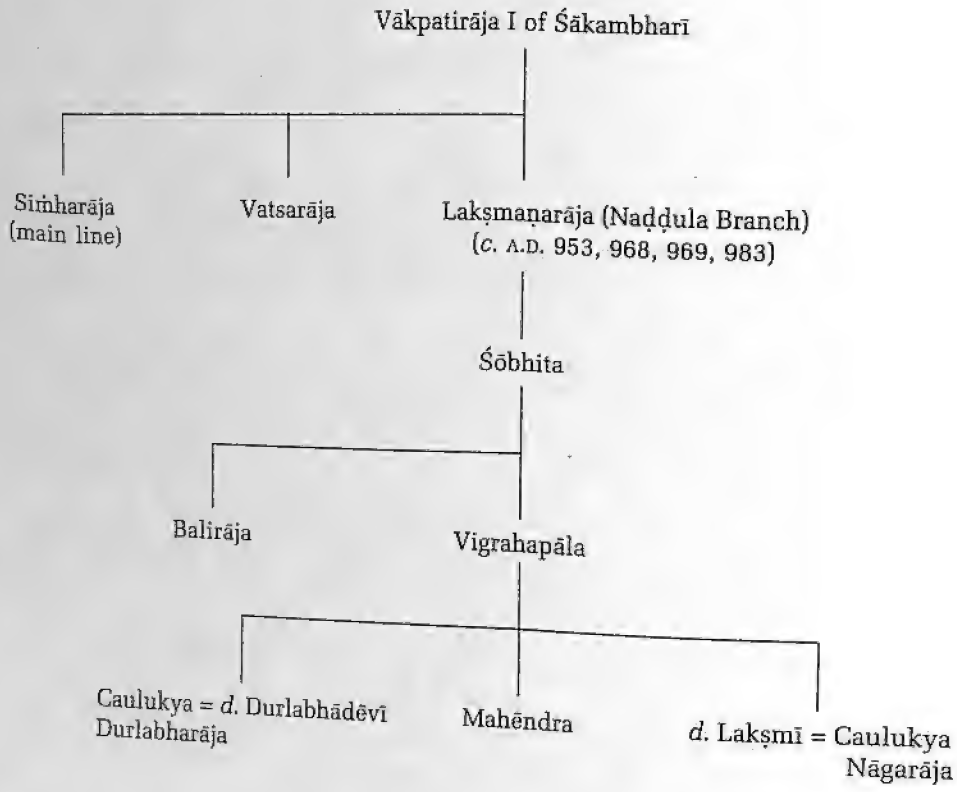 Vākpatirāja I of Śākambharī
Siṁharāja
(main line)
Vatsarāja
Lakṣmaṇarāja (Naḍḍula Branch)
(c. A.D. 953, 968, 969, 983)
Śōbhita
Balirāja
Vigrahapāla
Caulukya = d. Durlabhādēvī
Durlabharāja
Mahēndra
d. Lakṣmī = Caulukya
Nāgarāja